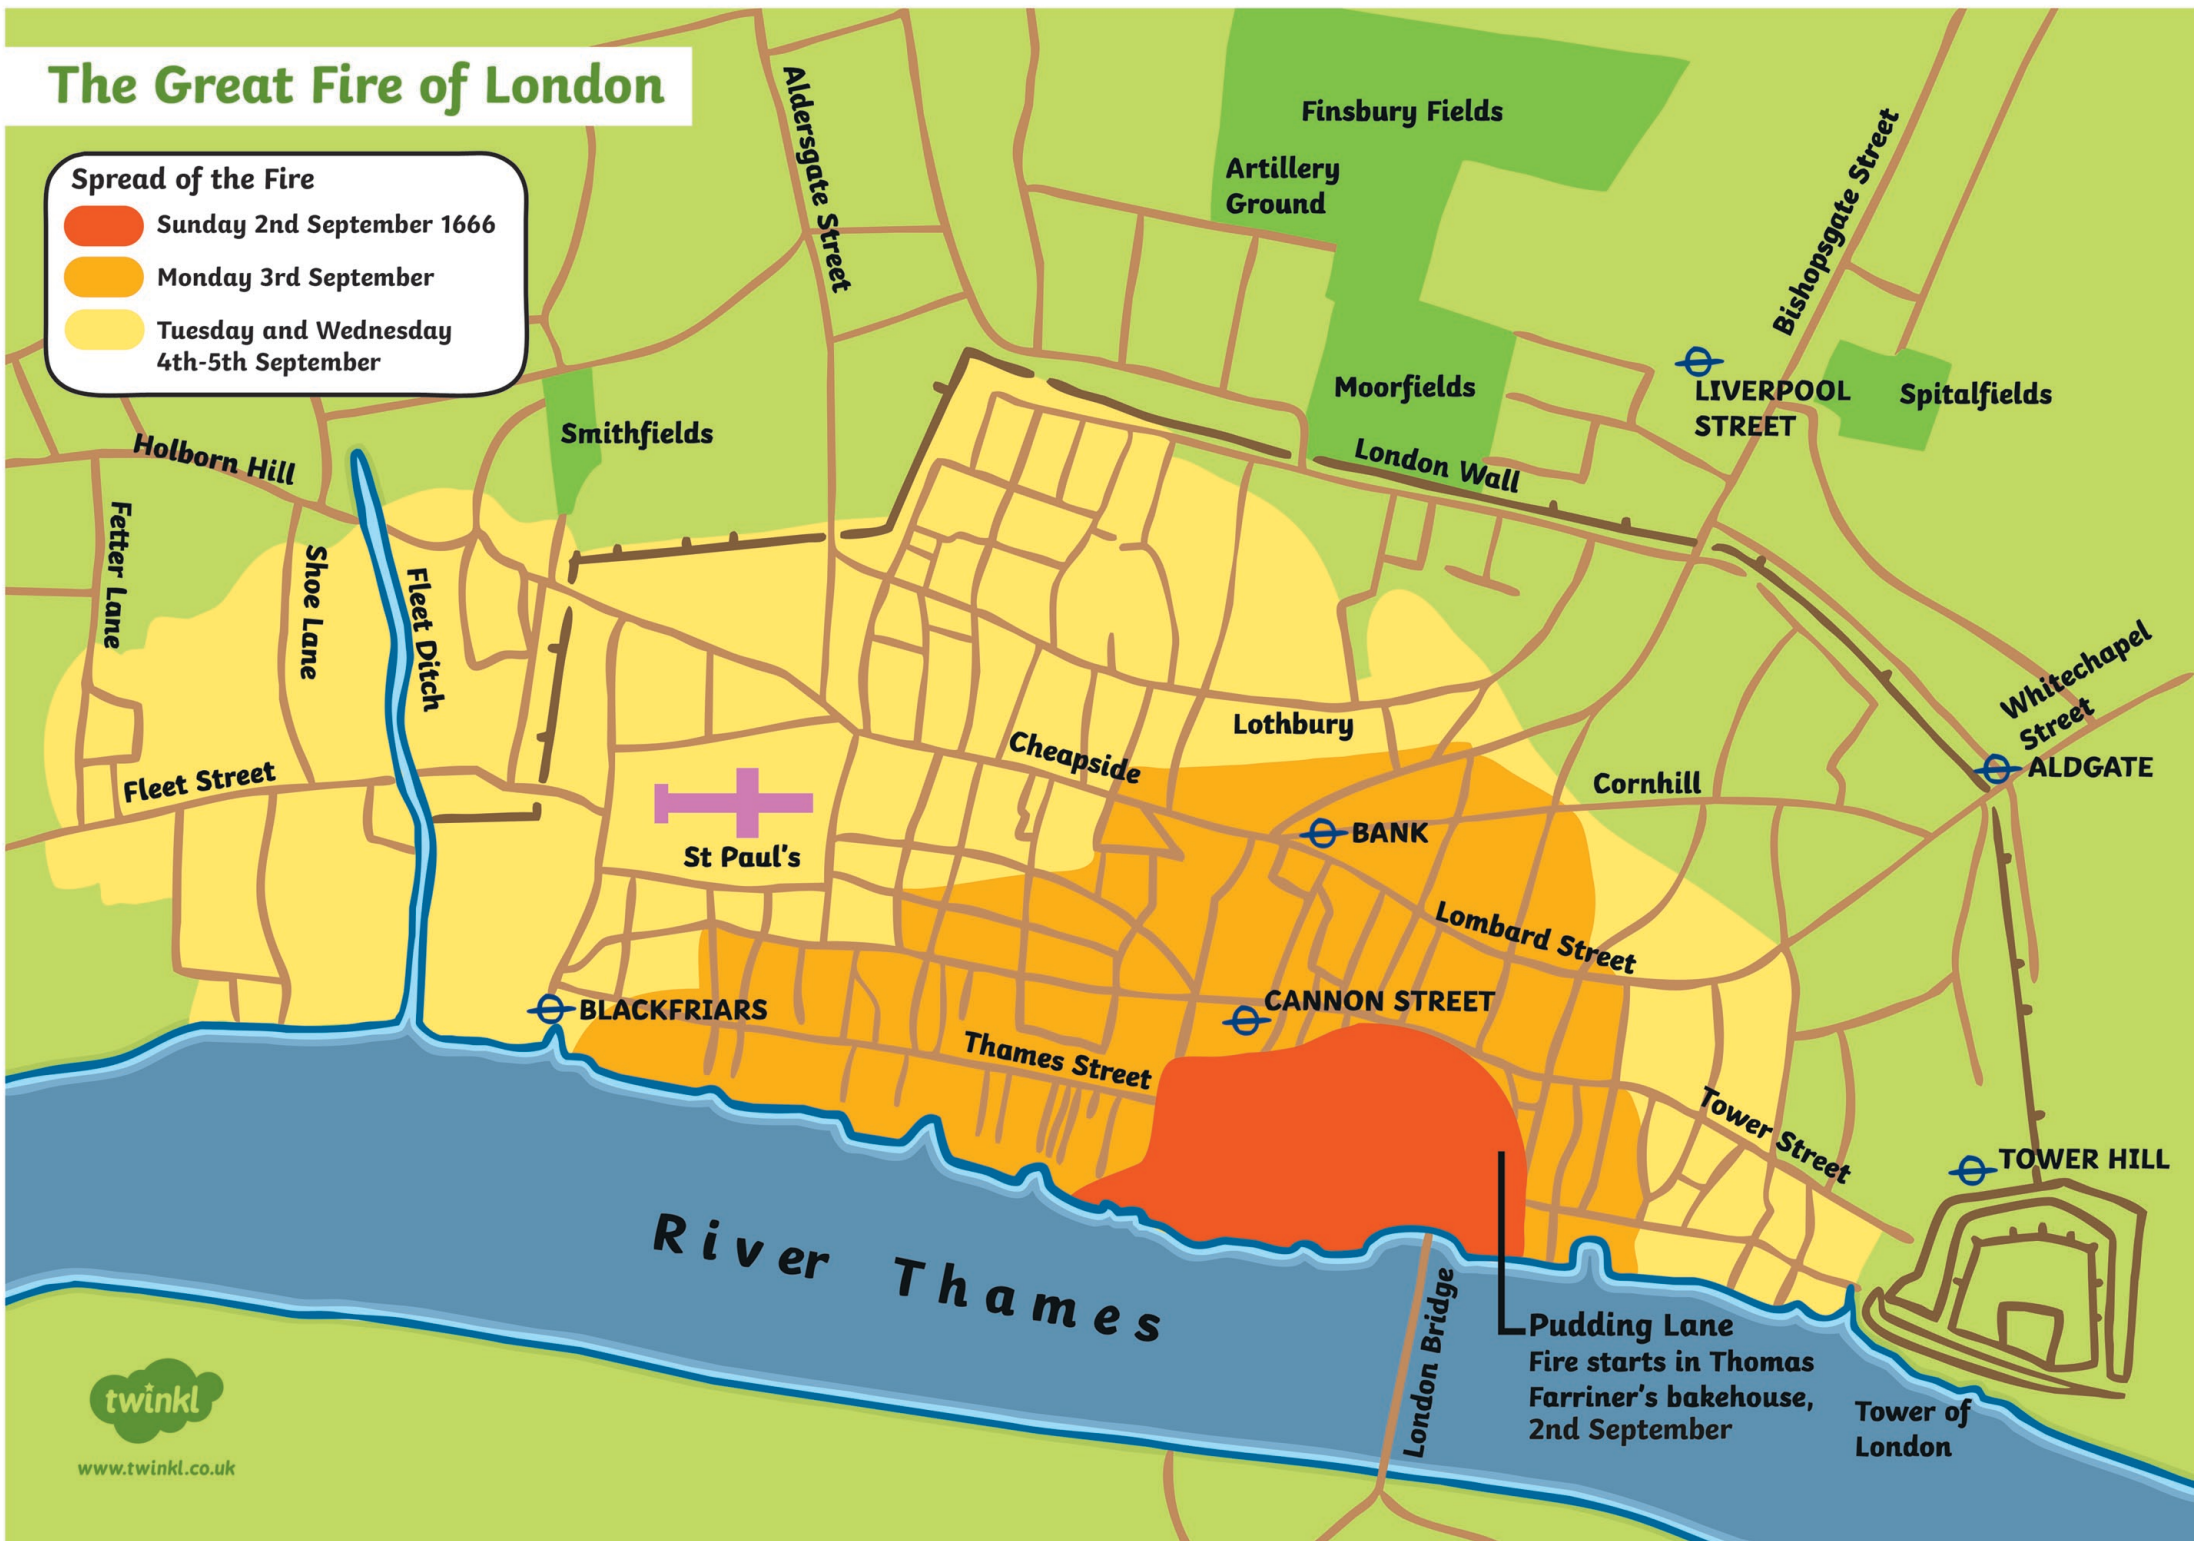 The Great Fire of London
Spread of the Fire
Sunday 2nd September 1666
Monday 3rd September
Tuesday and Wednesday
4th-5th September
Aldersgate Street
Finsbury Fields
Artillery
Ground
Bishopsgate Street
Moorfields
LIVERPOOL
STREET
Spitalfields
Smithfields
Holborn Hill
London Wall
Fetter Lane
Shoe Lane
Fleet Ditch
Whitechapel
Street
ALDGATE
Lothbury
Cheapside
Fleet Street
Cornhill
BANK
St Paul's
Lombard Street
BLACKFRIARS
CANNON STREET
Thames Street
Tower Street
TOWER HILL
River Thames
London Bridge
Pudding Lane
Fire starts in Thomas
Farriner's bakehouse,
2nd September
Tower of
London
twinkl
www.twinkl.co.uk